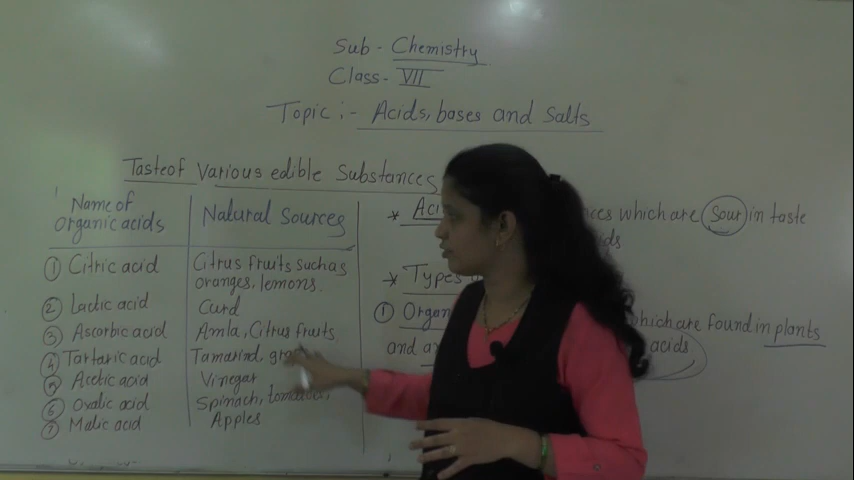 Sub - Chemistry
Class - VII
Topic :- Acids, bases and Salts
Taste of Various edible Substances
Name of
Organic acids
Natural Sources
① Citric acid
Citrus fruits such as
oranges, lemons.
② Lactic acid
Curd
③ Ascorbic acid
Amla, Citrus fruits
④ Tartaric acid
Tamarind,
⑤ Acetic acid
Vinegar
⑥ Oxalic acid
Spinach,
⑦ Malic acid
Apples
* which are Sour in taste
* Types
①
which are found in plants
and acids